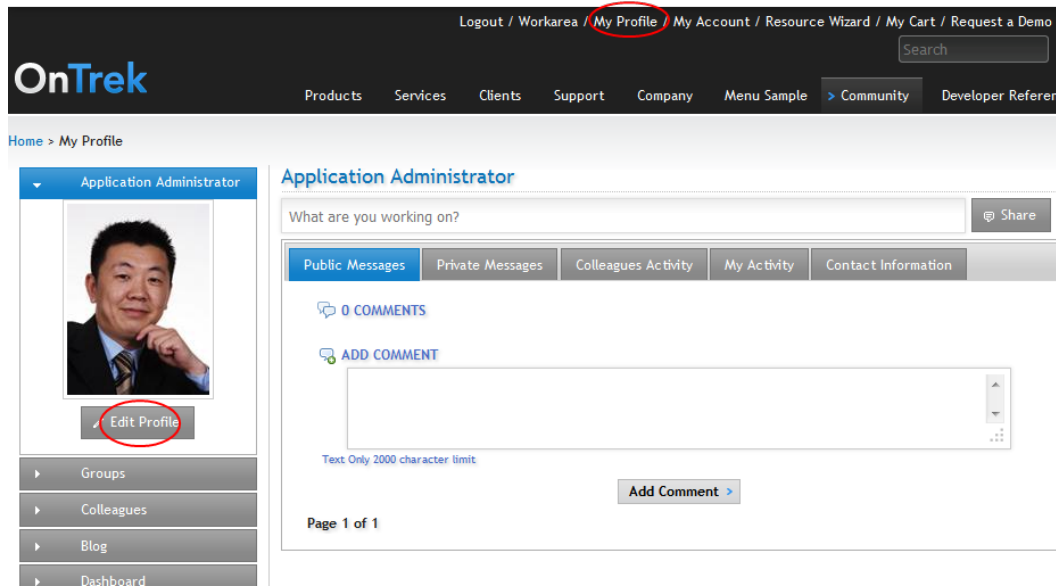 Logout / Workarea / My Profile / My Account / Resource Wizard / My Cart / Request a Demo
Search
OnTrek
Products Services Clients Support Company Menu Sample > Community Developer Referen
Home > My Profile
Application Administrator
Application Administrator
What are you working on? Share
Public Messages Private Messages Colleagues Activity My Activity Contact Information
0 COMMENTS
ADD COMMENT
Edit Profile
Text Only 2000 character limit
Groups
Add Comment >
Colleagues
Page 1 of 1
Blog
Dashboard